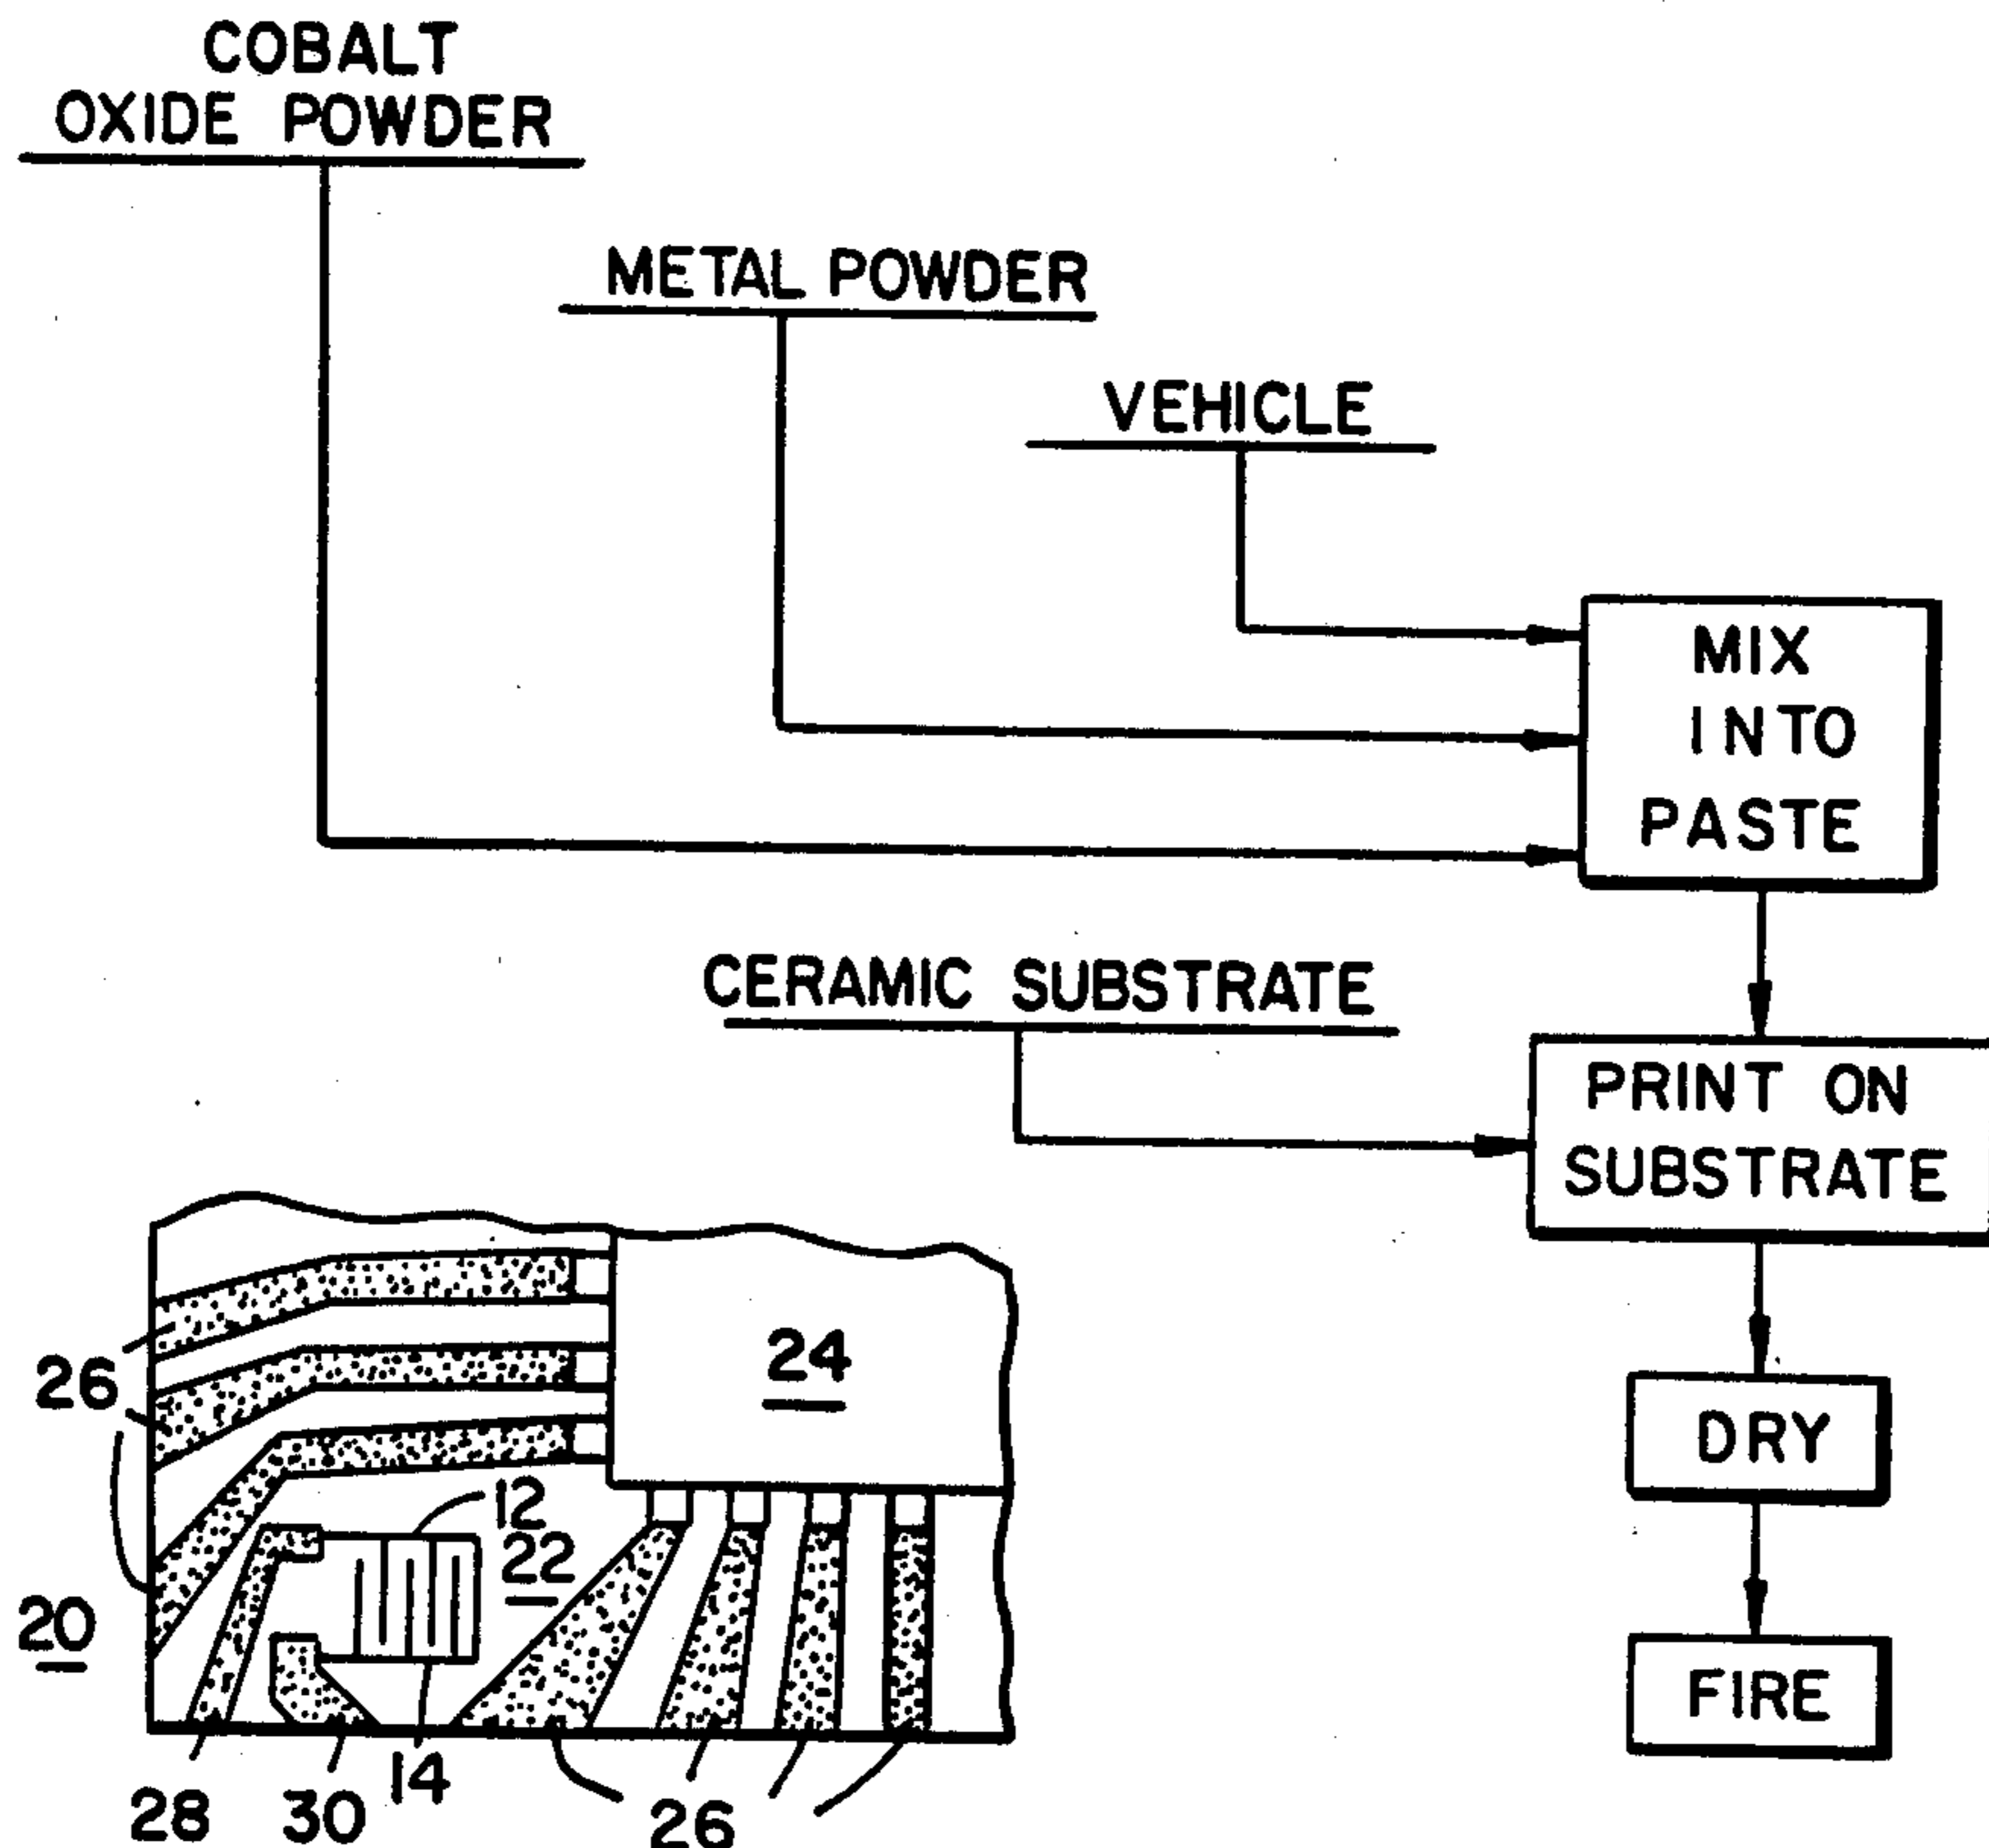 COBALT
OXIDE POWDER
METAL POWDER
VEHICLE
MIX
INTO
PASTE
CERAMIC SUBSTRATE
PRINT ON
SUBSTRATE
DRY
FIRE
24
26
12
22
20
14
28
30
26